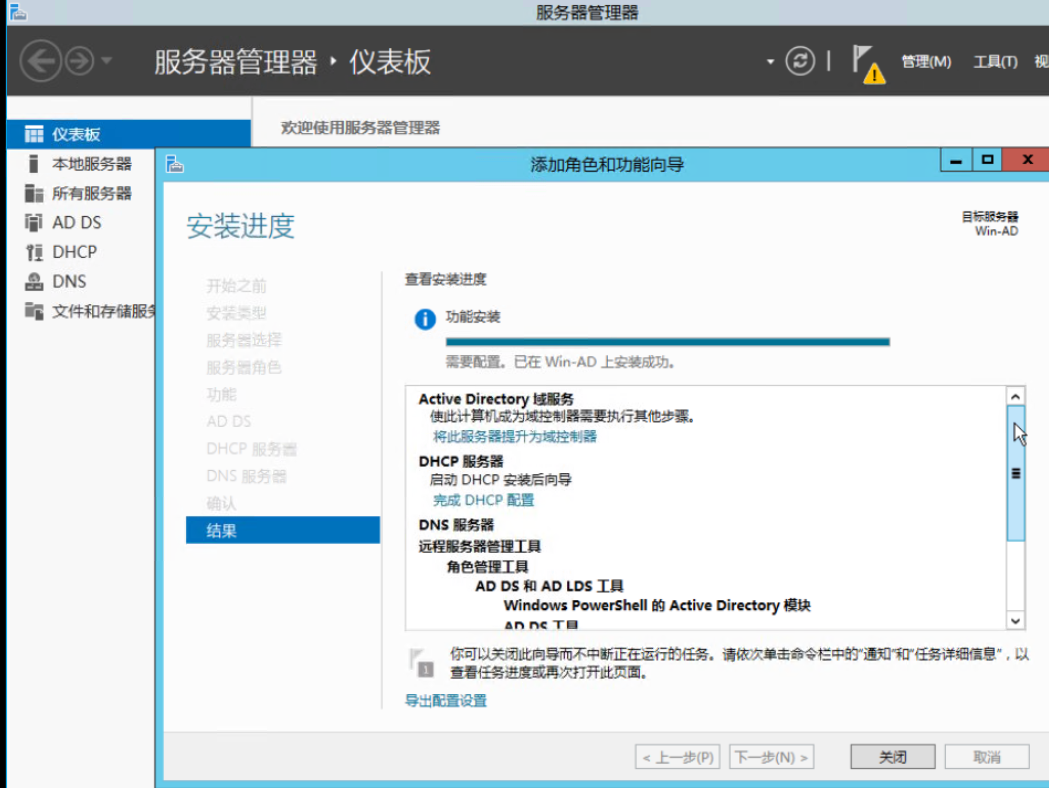 服务器管理器
服务器管理器 ‣ 仪表板
管理(M) 工具(T) 视
仪表板
本地服务器
所有服务器
AD DS
DHCP
DNS
文件和存储服务
欢迎使用服务器管理器
添加角色和功能向导
安装进度
目标服务器
Win-AD
开始之前
安装类型
服务器选择
服务器角色
功能
AD DS
DHCP 服务器
DNS 服务器
确认
结果
查看安装进度
功能安装
需要配置。已在 Win-AD 上安装成功。
Active Directory 域服务
使此计算机成为域控制器需要执行其他步骤。
将此服务器提升为域控制器
DHCP 服务器
启动 DHCP 安装后向导
完成 DHCP 配置
DNS 服务器
远程服务器管理工具
角色管理工具
AD DS 和 AD LDS 工具
Windows PowerShell 的 Active Directory 模块
AD DS 工具
1
你可以关闭此向导而不中断正在运行的任务。请依次单击命令栏中的“通知”和“任务详细信息”，以
查看任务进度或再次打开此页面。
导出配置设置
< 上一步(P) 下一步(N) > 关闭 取消